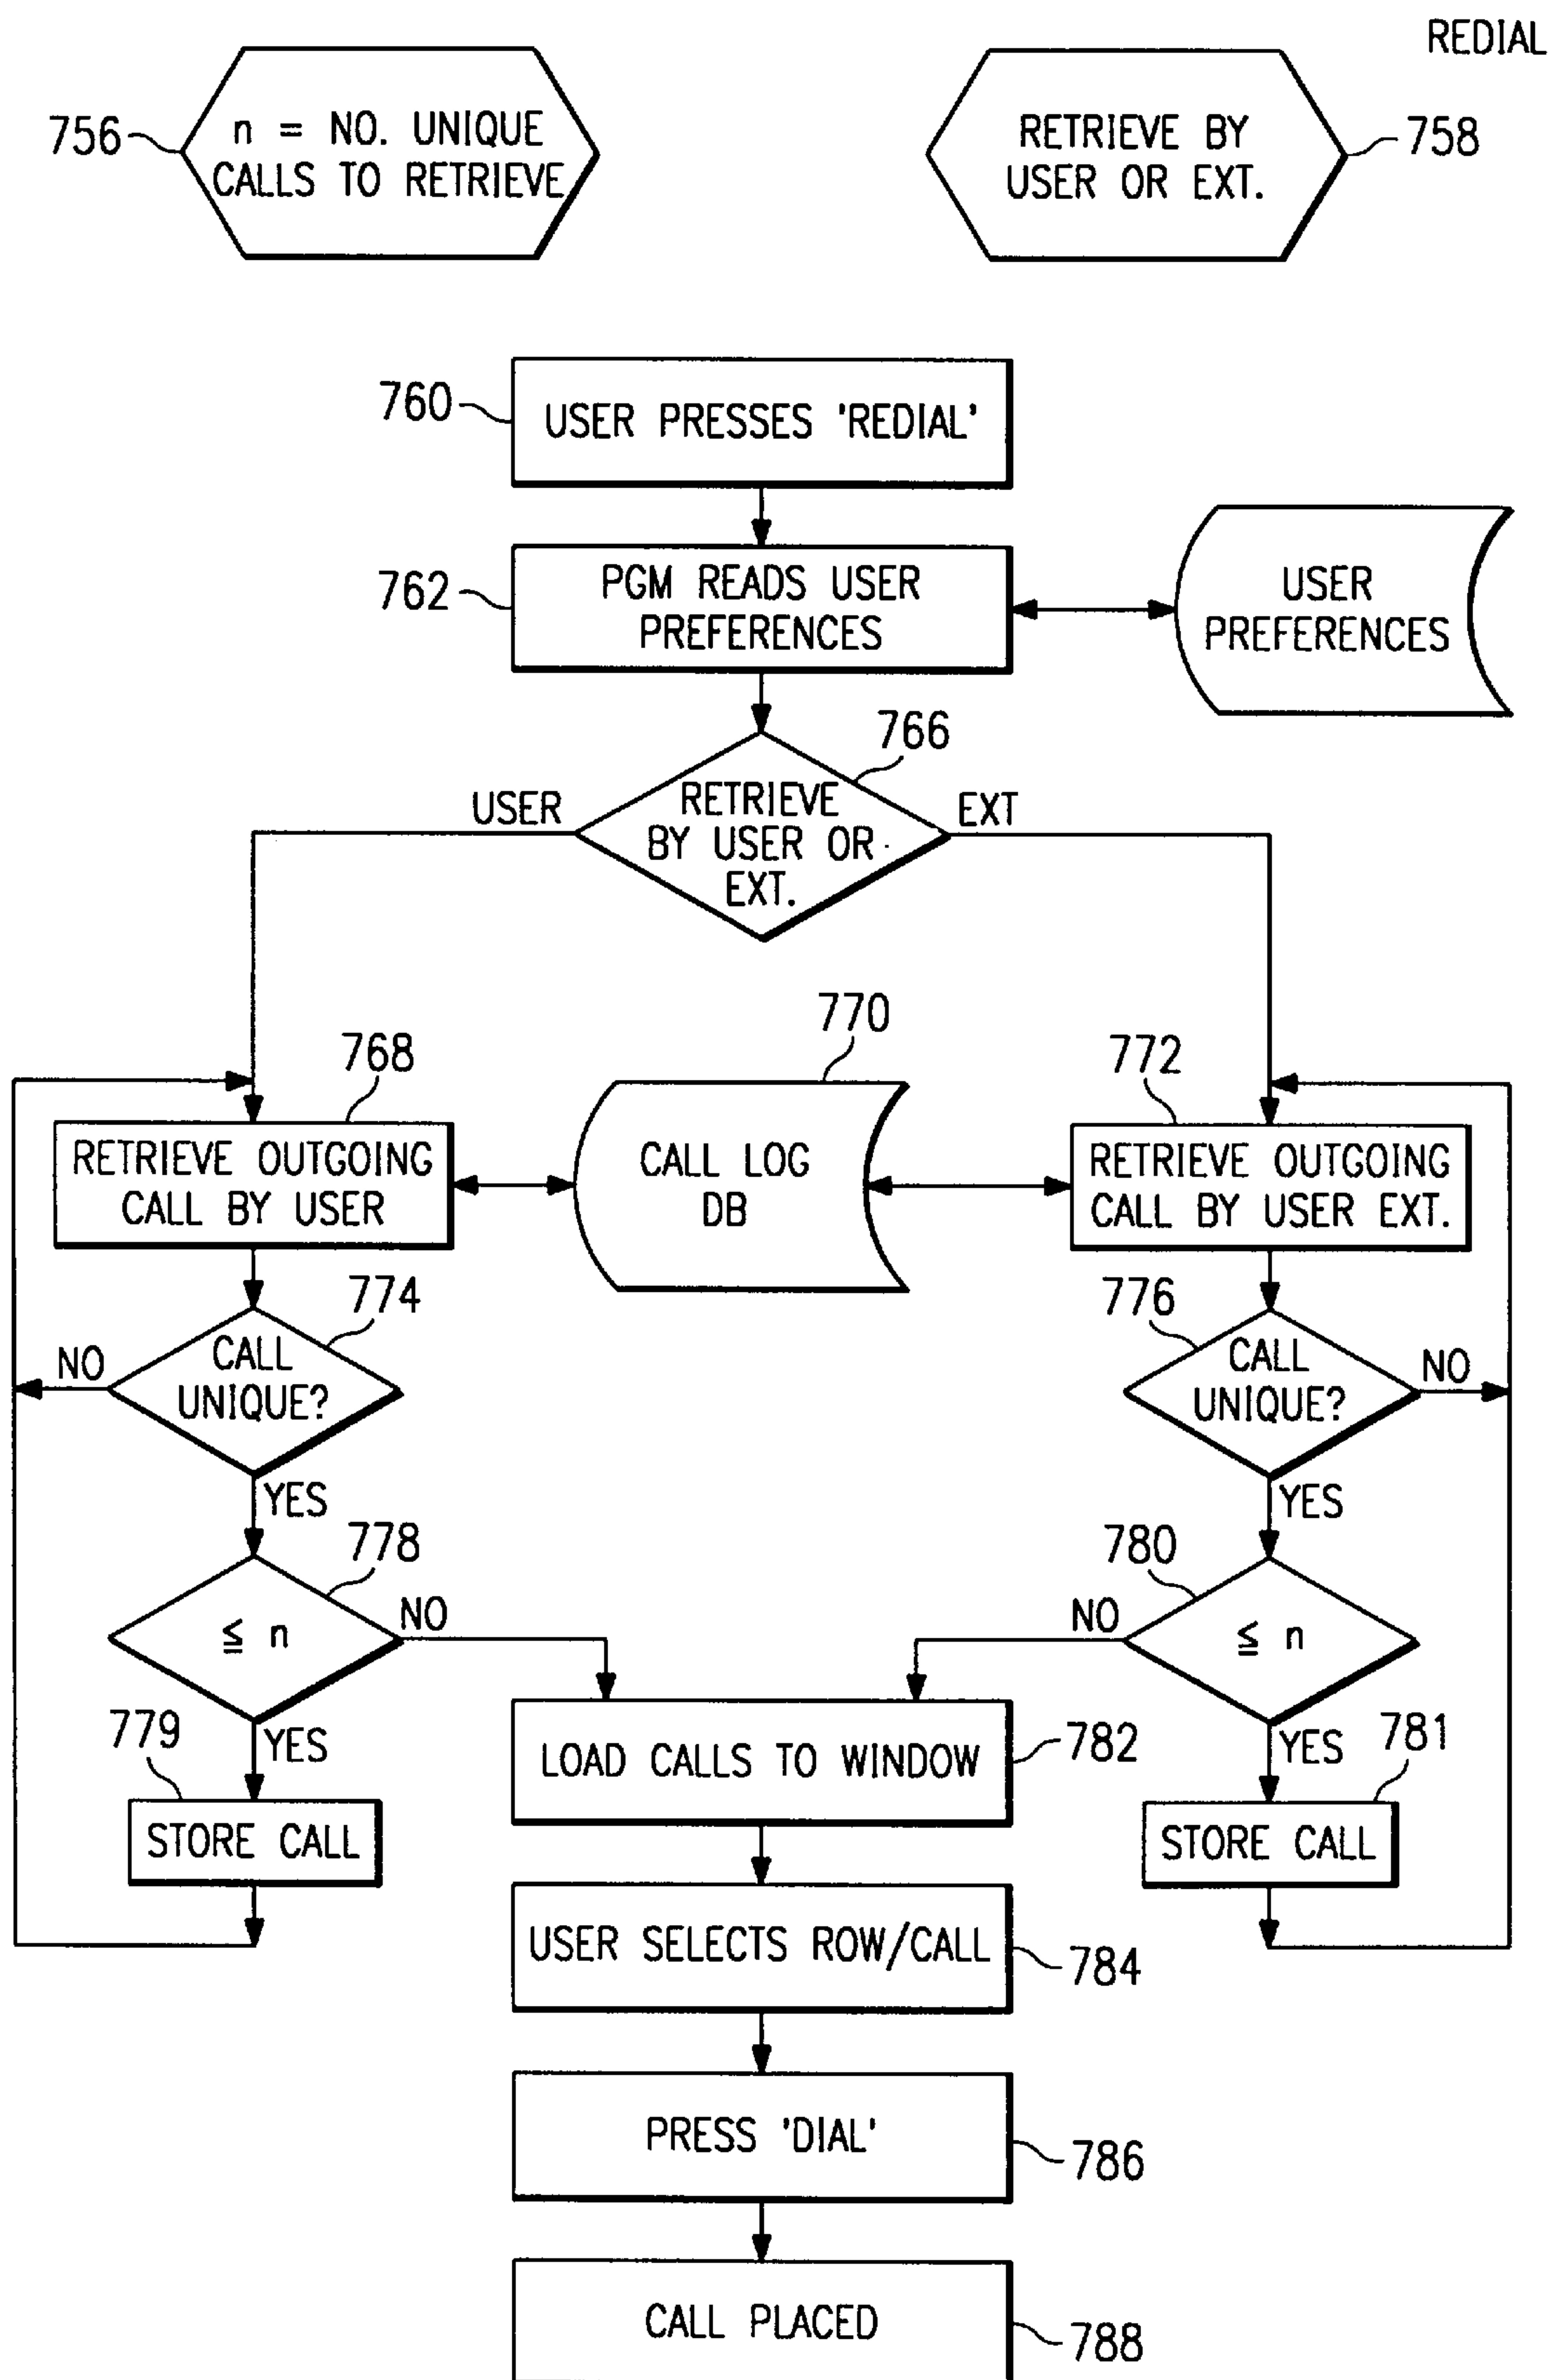 REDIAL
756
n = NO. UNIQUE
CALLS TO RETRIEVE
RETRIEVE BY
USER OR EXT.
758
760
USER PRESSES 'REDIAL'
762
PGM READS USER
PREFERENCES
USER
PREFERENCES
766
USER
RETRIEVE
BY USER OR
EXT.
EXT
768
770
772
RETRIEVE OUTGOING
CALL BY USER
CALL LOG
DB
RETRIEVE OUTGOING
CALL BY USER EXT.
774
776
NO
CALL
UNIQUE?
CALL
UNIQUE?
NO
YES
YES
778
780
≦ n
NO
NO
≦ n
779
YES
LOAD CALLS TO WINDOW
782
YES
781
STORE CALL
STORE CALL
USER SELECTS ROW/CALL
784
PRESS 'DIAL'
786
CALL PLACED
788